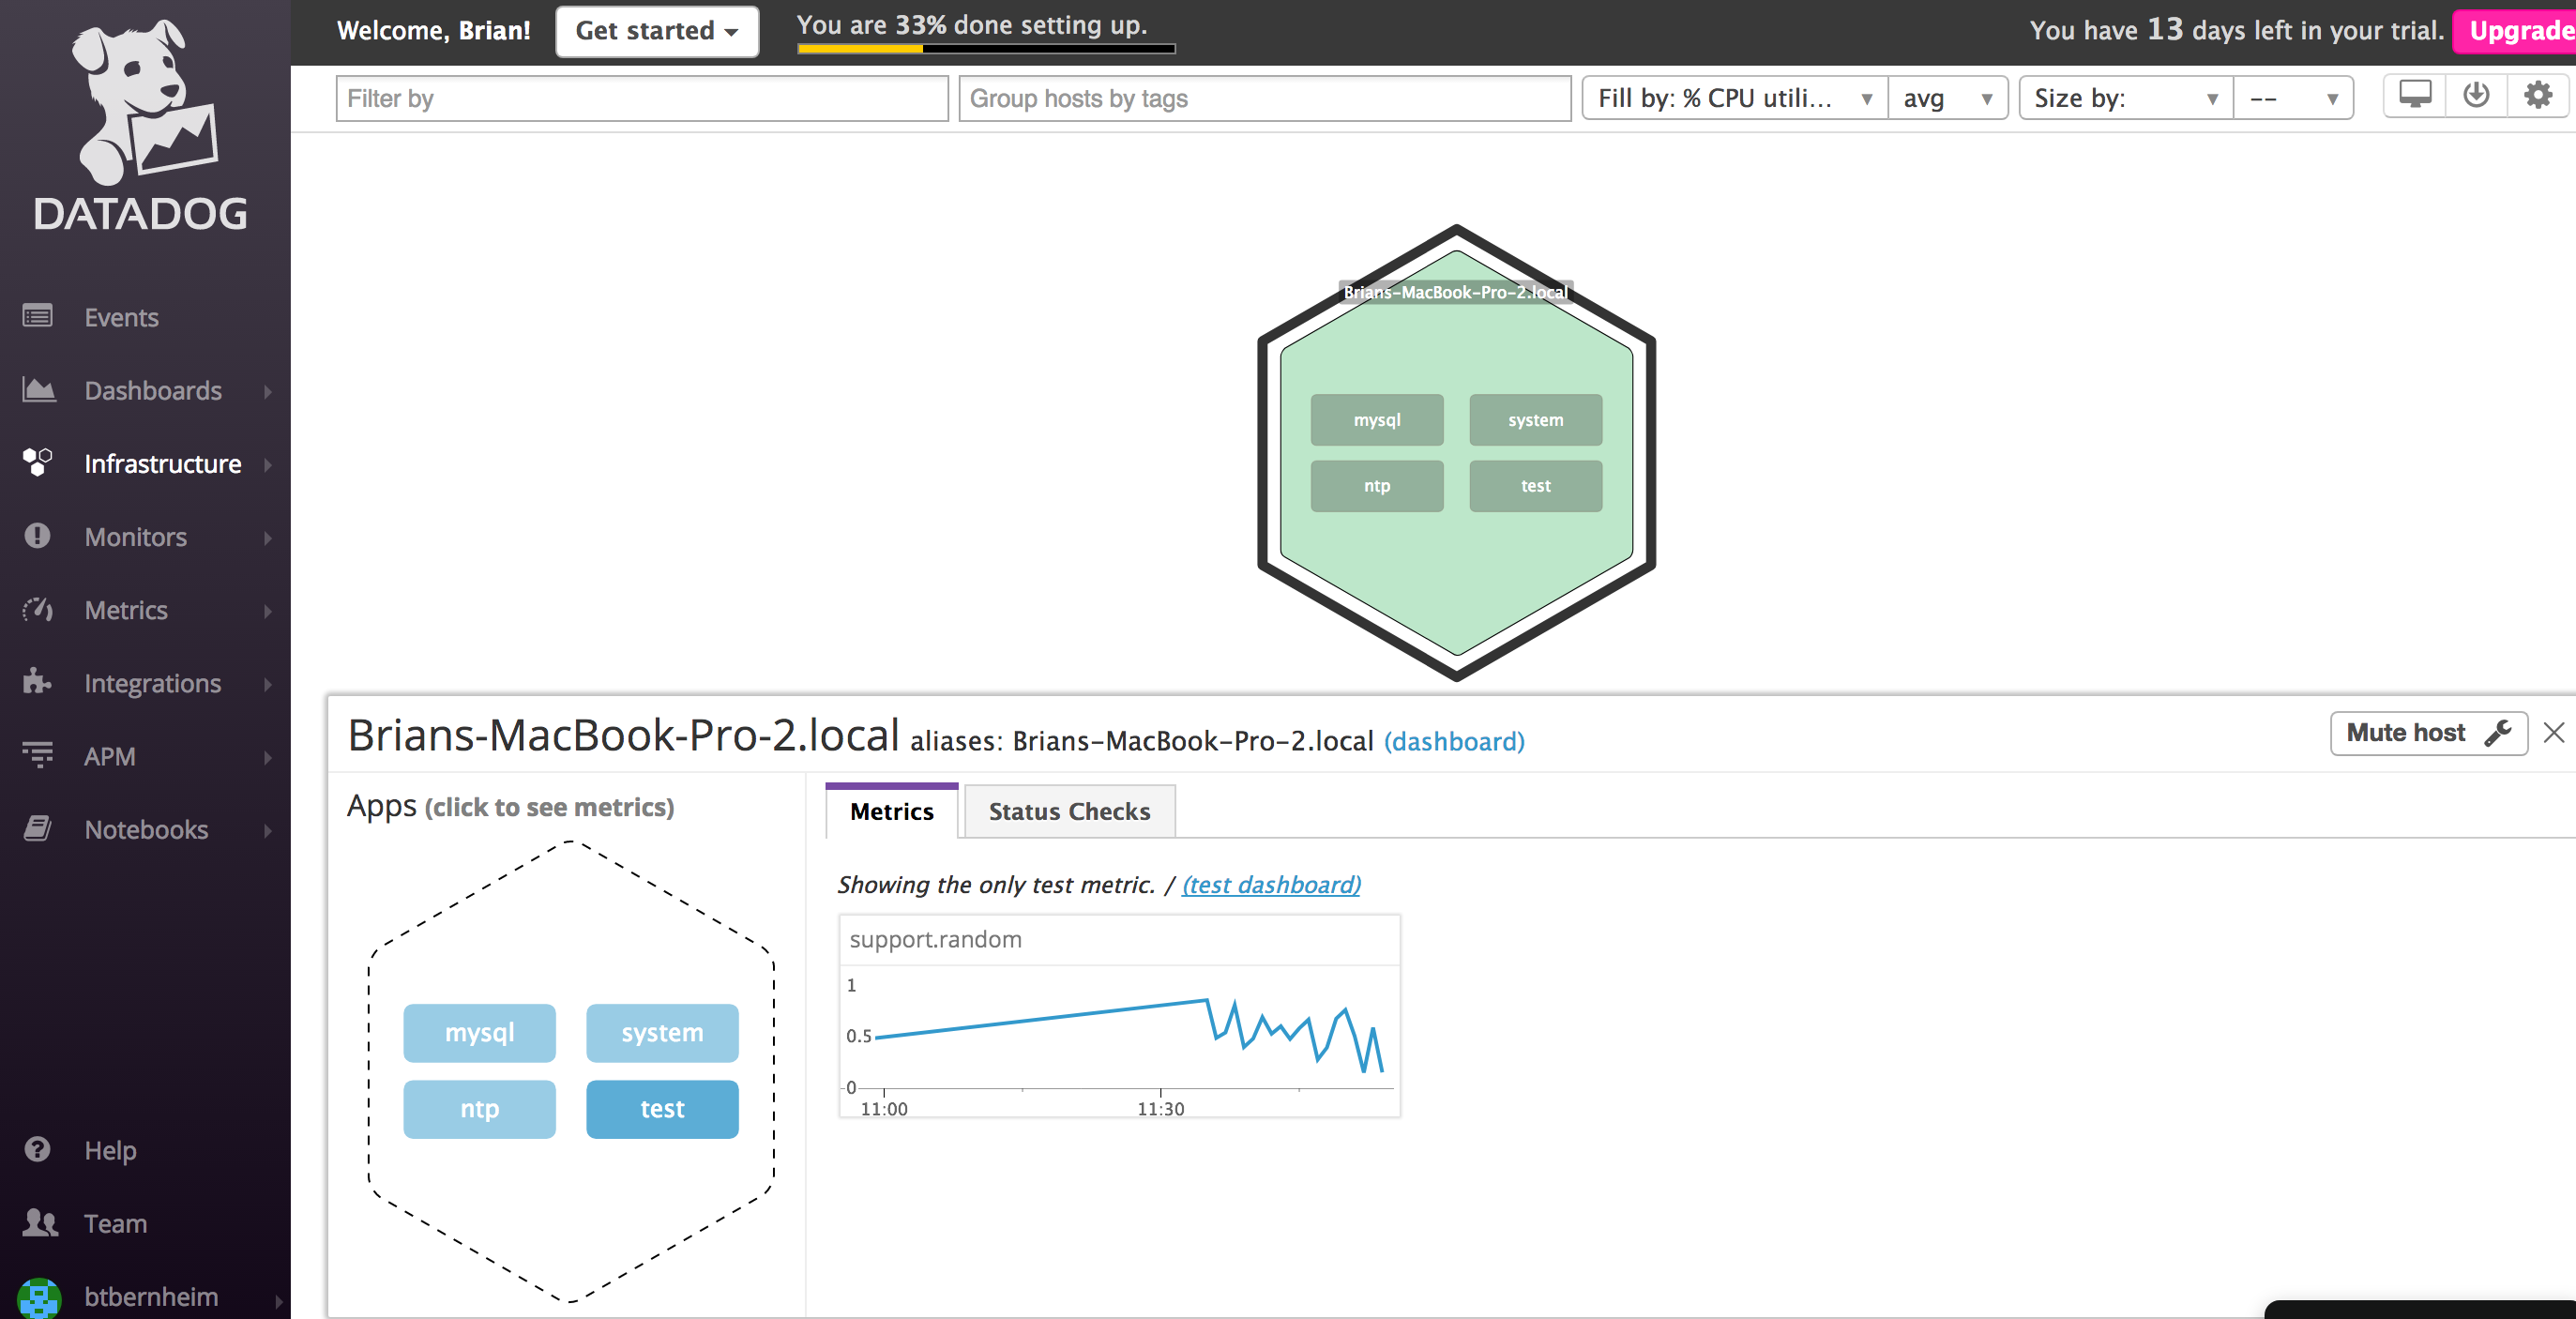 DATADOG
Events
Dashboards
Infrastructure
Monitors
Metrics
Integrations
APM
Notebooks
Help
Team
btbernheim
Welcome, Brian!
Get started
You are 33% done setting up.
You have 13 days left in your trial.
Upgrade
Filter by
Group hosts by tags
Fill by: % CPU utili...
avg
Size by:
--
Brians-MacBook-Pro-2.local
mysql
system
ntp
test
Brians-MacBook-Pro-2.local aliases: Brians-MacBook-Pro-2.local (dashboard)
Mute host
Apps (click to see metrics)
mysql
system
ntp
test
Metrics
Status Checks
Showing the only test metric. / (test dashboard)
support.random
1
0.5
0
11:00
11:30